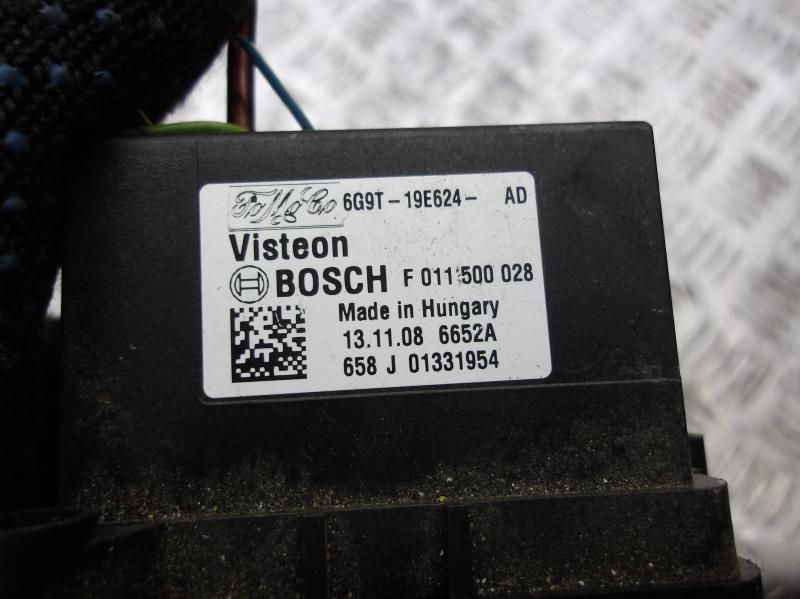 FoMoCo 6G9T-19E624- AD
Visteon
BOSCH F 011 500 028
Made in Hungary
13.11.08 6652A
658 J 01331954